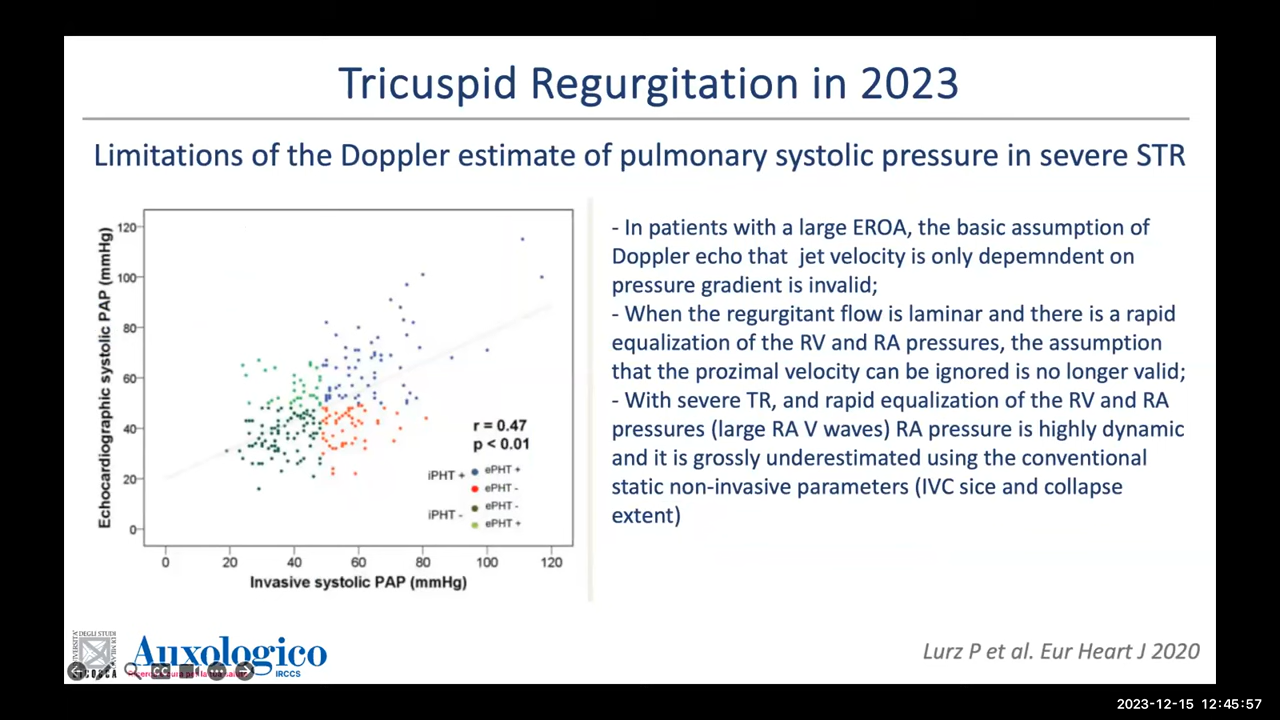 Tricuspid Regurgitation in 2023
Limitations of the Doppler estimate of pulmonary systolic pressure in severe STR
Echocardiographic systolic PAP (mmHg)
120
100
80
60
40
20
0
r = 0.47
p < 0.01
iPHT +
ePHT +
ePHT -
iPHT -
ePHT -
ePHT +
0 20 40 60 80 100 120
Invasive systolic PAP (mmHg)
- In patients with a large EROA, the basic assumption of
Doppler echo that jet velocity is only depemndent on
pressure gradient is invalid;
- When the regurgitant flow is laminar and there is a rapid
equalization of the RV and RA pressures, the assumption
that the prozimal velocity can be ignored is no longer valid;
- With severe TR, and rapid equalization of the RV and RA
pressures (large RA V waves) RA pressure is highly dynamic
and it is grossly underestimated using the conventional
static non-invasive parameters (IVC sice and collapse
extent)
DEGLI STUDI
Auxologico
CC
IRCCS
Lurz P et al. Eur Heart J 2020
2023-12-15 12:45:57